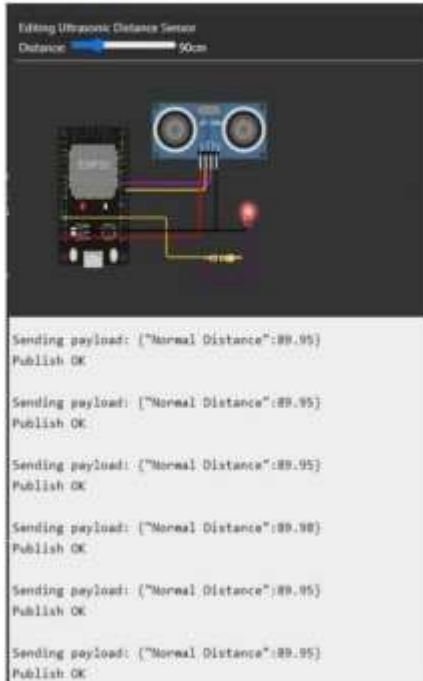 Editing Ultrasonic Distance Sensor
Distance: 90cm
ESP32
Sending payload: {"Normal Distance":89.95}
Publish OK
Sending payload: {"Normal Distance":89.95}
Publish OK
Sending payload: {"Normal Distance":89.95}
Publish OK
Sending payload: {"Normal Distance":89.98}
Publish OK
Sending payload: {"Normal Distance":89.95}
Publish OK
Sending payload: {"Normal Distance":89.95}
Publish OK